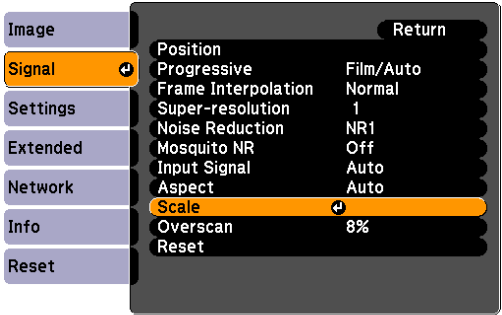 Image
Signal
Settings
Extended
Network
Info
Reset
Return
Position
Progressive Film/Auto
Frame Interpolation Normal
Super-resolution 1
Noise Reduction NR1
Mosquito NR Off
Input Signal Auto
Aspect Auto
Scale
Overscan 8%
Reset